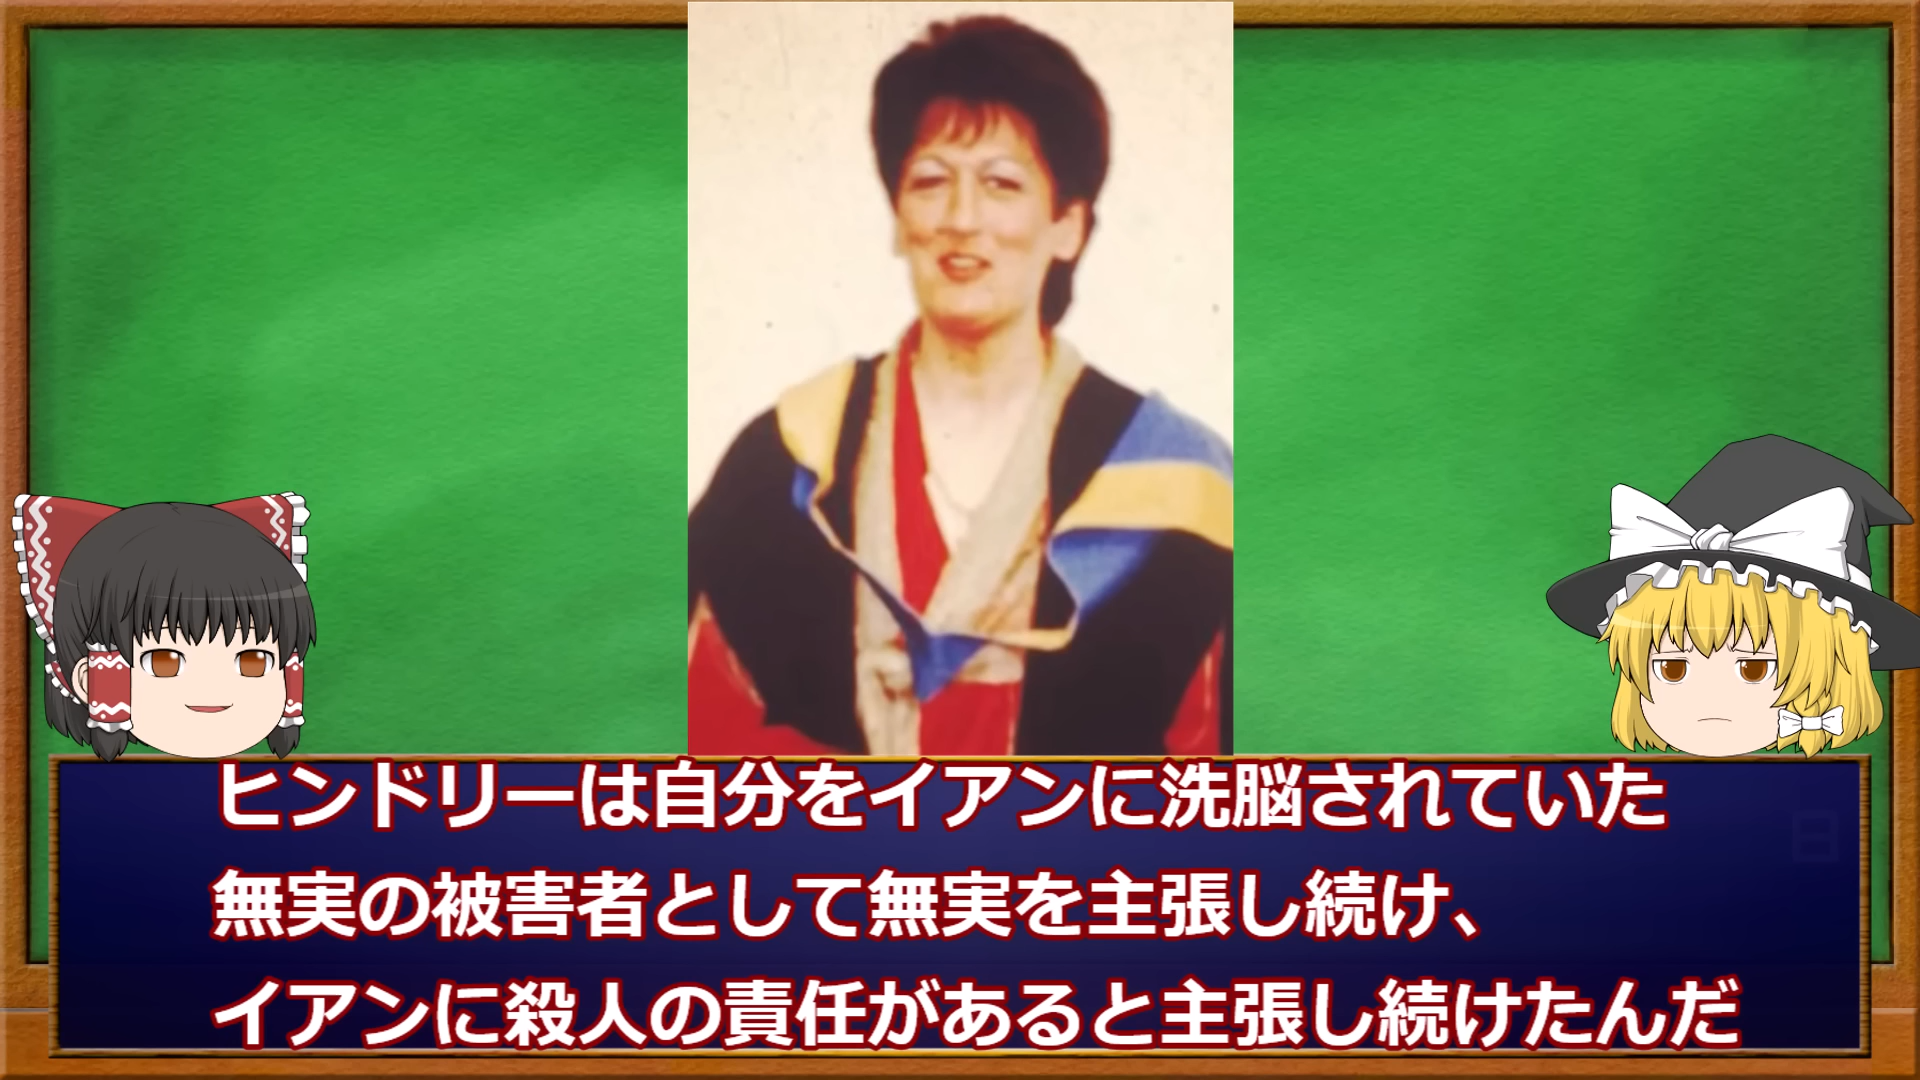 ヒンドリーは自分をイアンに洗脳されていた
無実の被害者として無実を主張し続け、
イアンに殺人の責任があると主張し続けたんだ